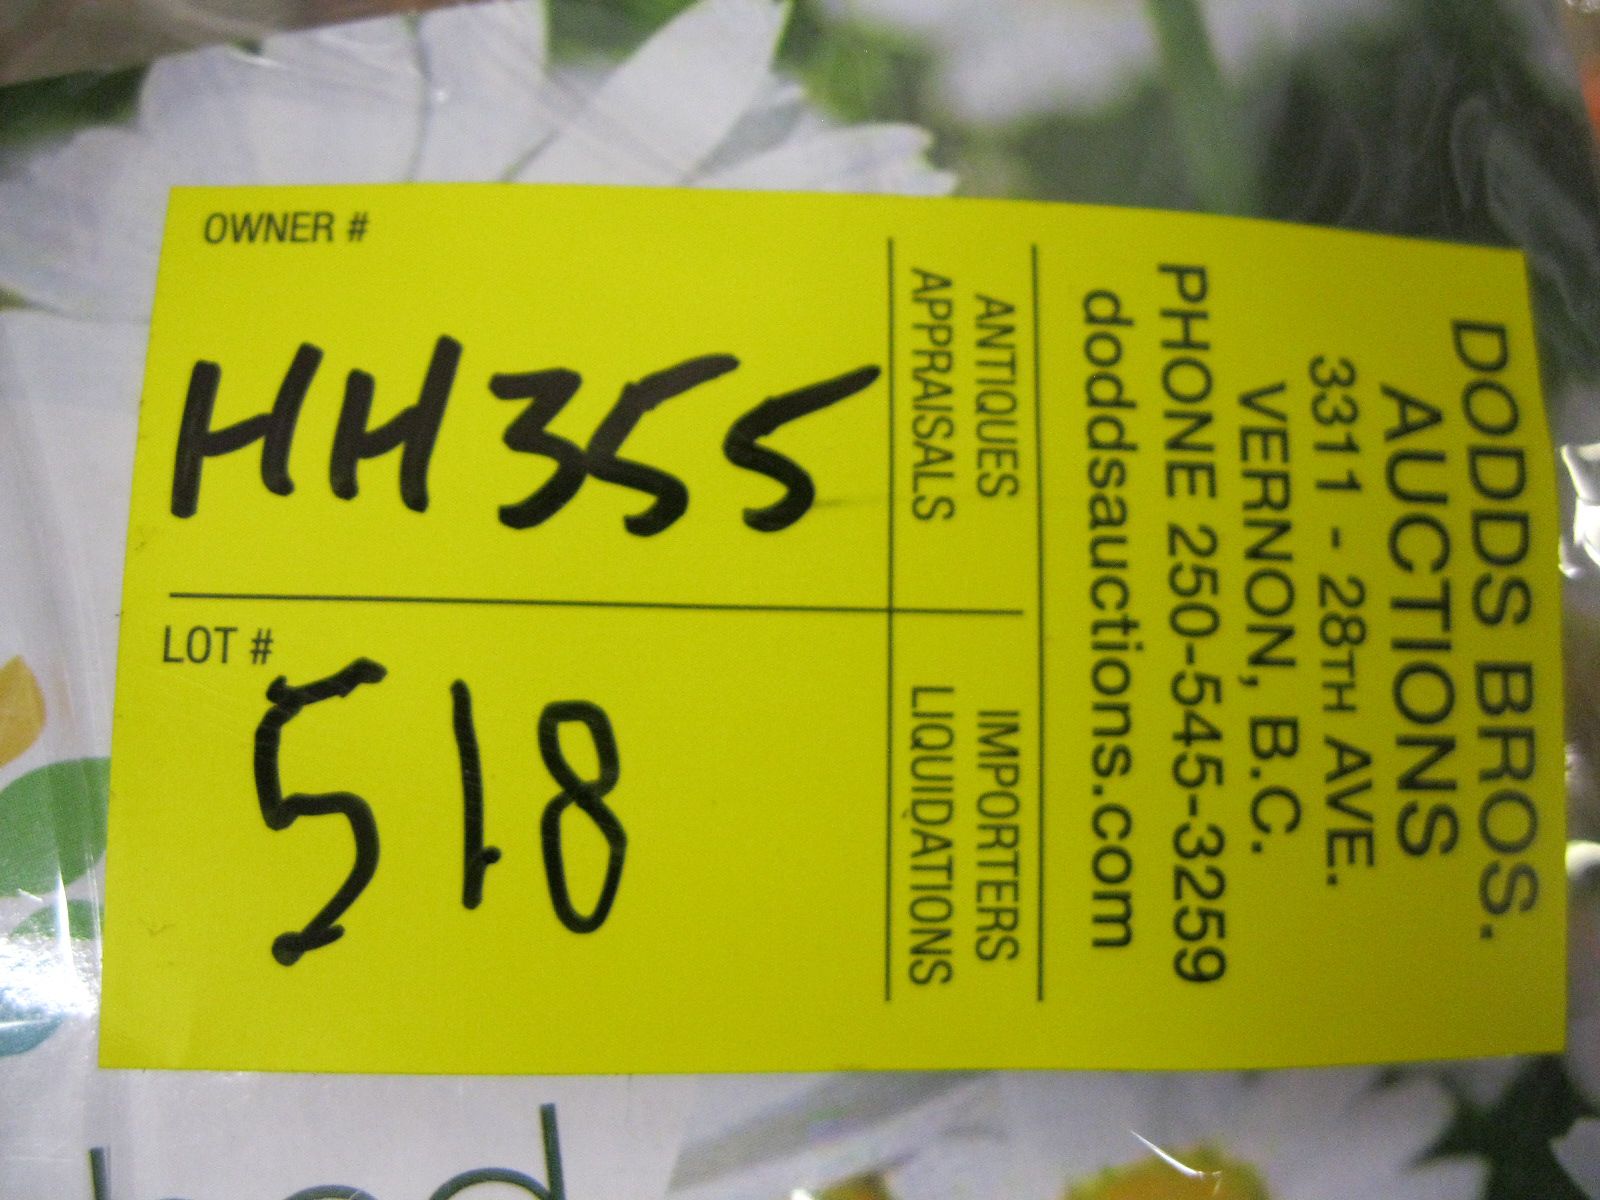 OWNER #
HH355
LOT #
518
ANTIQUES
APPRAISALS
IMPORTERS
LIQUIDATIONS
DODDS BROS.
AUCTIONS
3311 - 28TH AVE.
VERNON, B.C.
PHONE 250-545-3259
doddsauctions.com